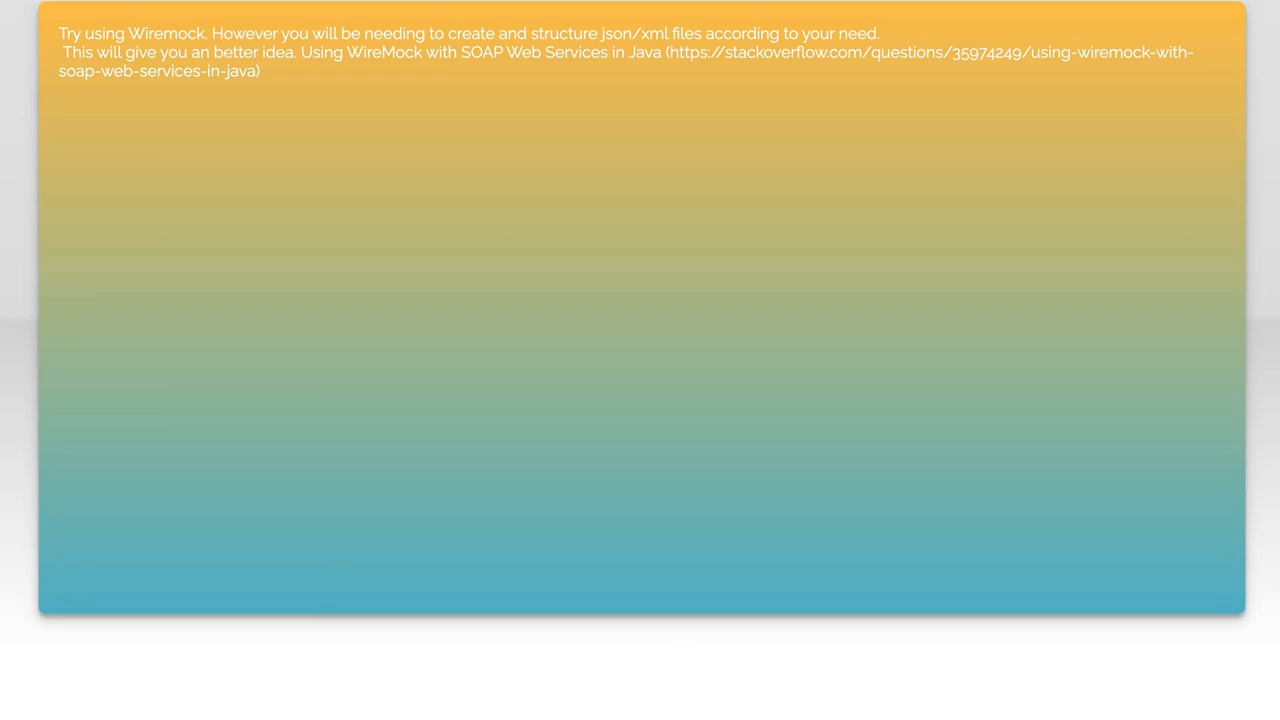 Try using Wiremock. However you will be needing to create and structure json/xml files according to your need.
This will give you an better idea. Using WireMock with SOAP Web Services in Java (https://stackoverflow.com/questions/35974249/using-wiremock-with-
soap-web-services-in-java)